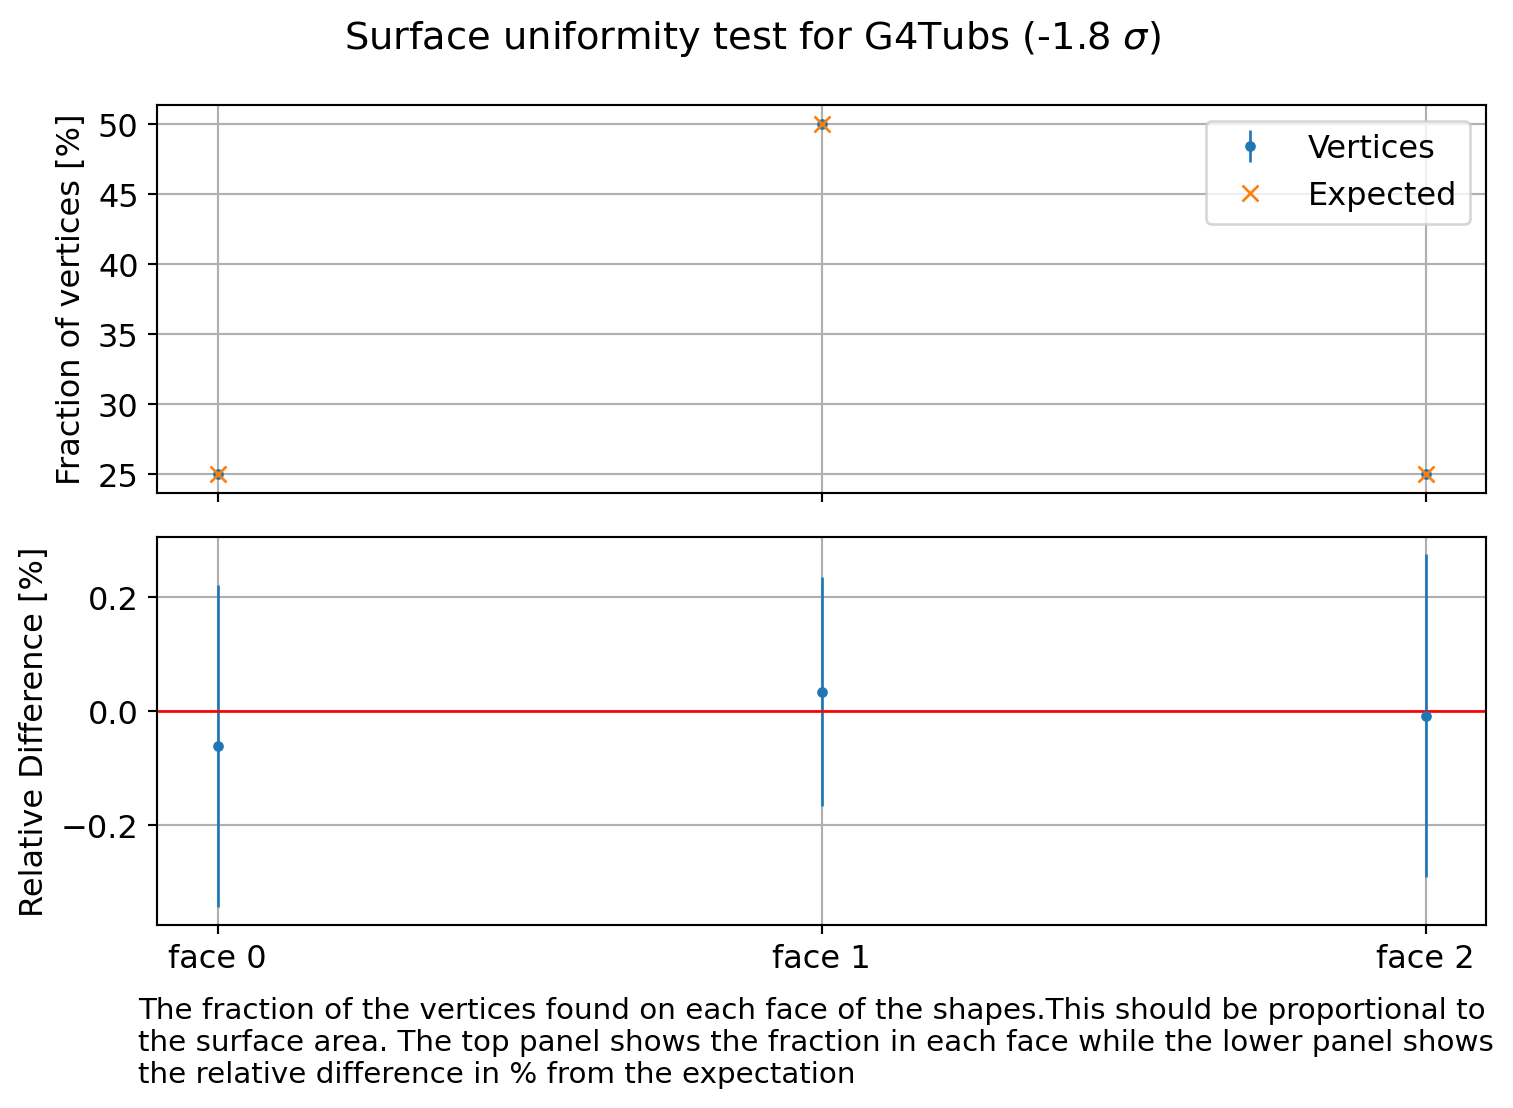 Surface uniformity test for G4Tubs (-1.8 σ)
Fraction of vertices [%]
50
45
40
35
30
25
Vertices
Expected
Relative Difference [%]
0.2
0.0
−0.2
face 0
face 1
face 2
The fraction of the vertices found on each face of the shapes.This should be proportional to
the surface area. The top panel shows the fraction in each face while the lower panel shows
the relative difference in % from the expectation